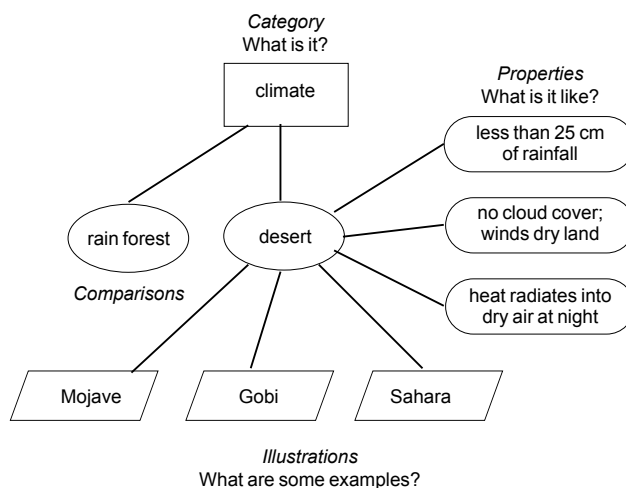 Category
What is it?
climate
Properties
What is it like?
less than 25 cm
of rainfall
rain forest
desert
no cloud cover;
winds dry land
Comparisons
heat radiates into
dry air at night
Mojave
Gobi
Sahara
Illustrations
What are some examples?